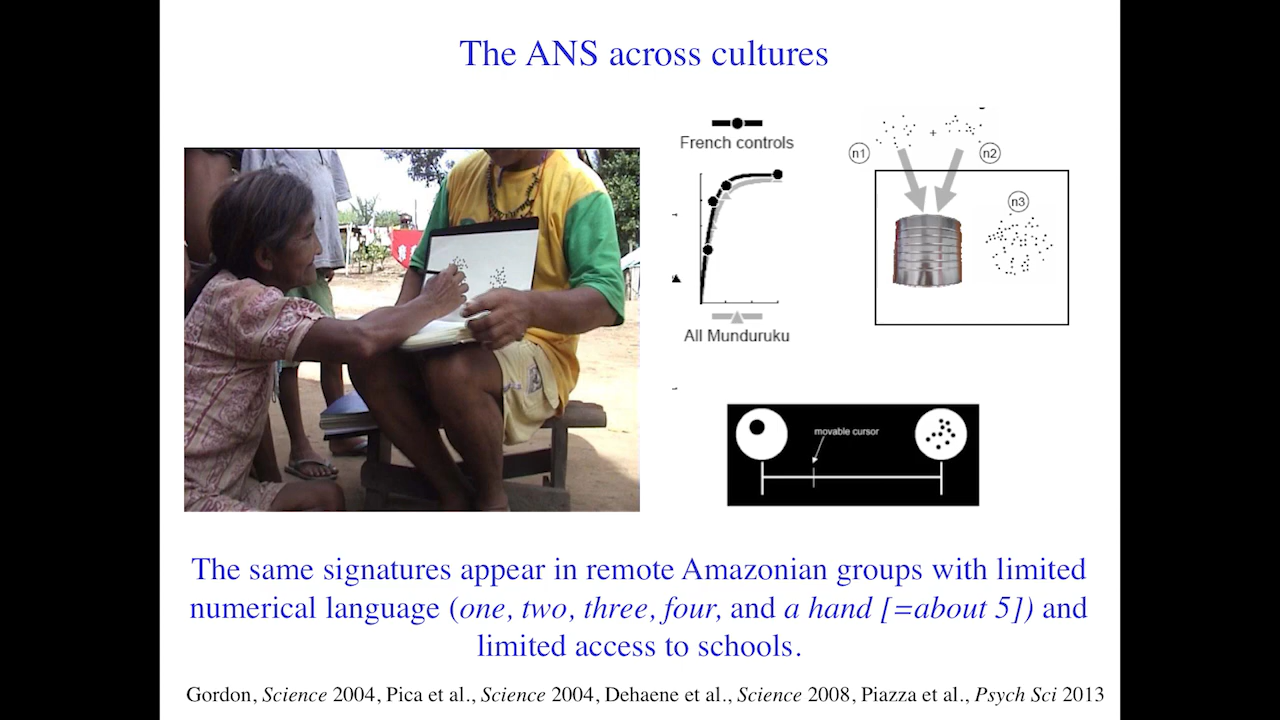 The ANS across cultures
French controls
All Munduruku
n1
+
n2
n3
movable cursor
The same signatures appear in remote Amazonian groups with limited
numerical language (one, two, three, four, and a hand [=about 5]) and
limited access to schools.
Gordon, Science 2004, Pica et al., Science 2004, Dehaene et al., Science 2008, Piazza et al., Psych Sci 2013